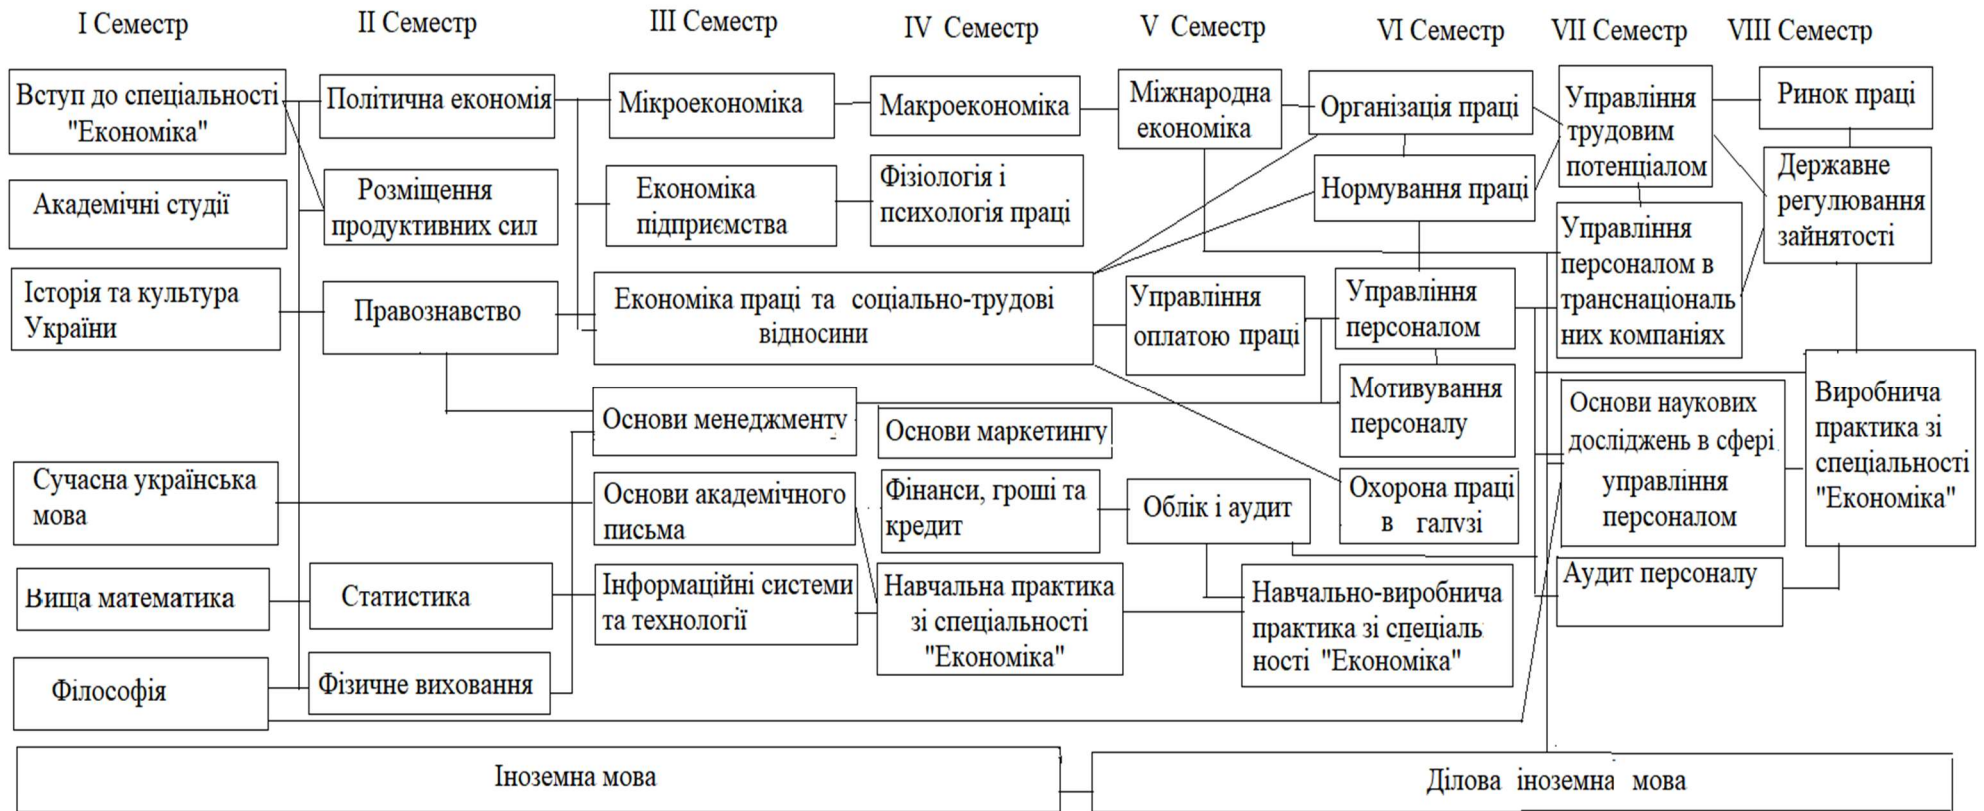 I Семестр
II Семестр
III Семестр
IV Семестр
V Семестр
VI Семестр
VII Семестр
VIII Семестр
Вступ до спеціальності
"Економіка"
Академічні студії
Історія та культура
України
Сучасна українська
мова
Вища математика
Філософія
Політична економія
Розміщення
продуктивних сил
Правознавство
Статистика
Фізичне виховання
Мікроекономіка
Економіка
підприємства
Економіка праці та соціально-трудові
відносини
Основи менеджменту
Основи академічного
письма
Інформаційні системи
та технології
Макроекономіка
Фізіологія і
психологія праці
Основи маркетингу
Фінанси, гроші та
кредит
Навчальна практика
зі спеціальності
"Економіка"
Міжнародна
економіка
Управління
оплатою праці
Облік і аудит
Навчально-виробнича
практика зі спеціаль
ності "Економіка"
Організація праці
Нормування праці
Управління
персоналом
Мотивування
персоналу
Охорона праці
в галузі
Управління
трудовим
потенціалом
Управління
персоналом в
транснаціональ
них компаніях
Основи наукових
досліджень в сфері
управління
персоналом
Аудит персоналу
Ринок праці
Державне
регулювання
зайнятості
Виробнича
практика зі
спеціальності
"Економіка"
Іноземна мова
Ділова іноземна мова